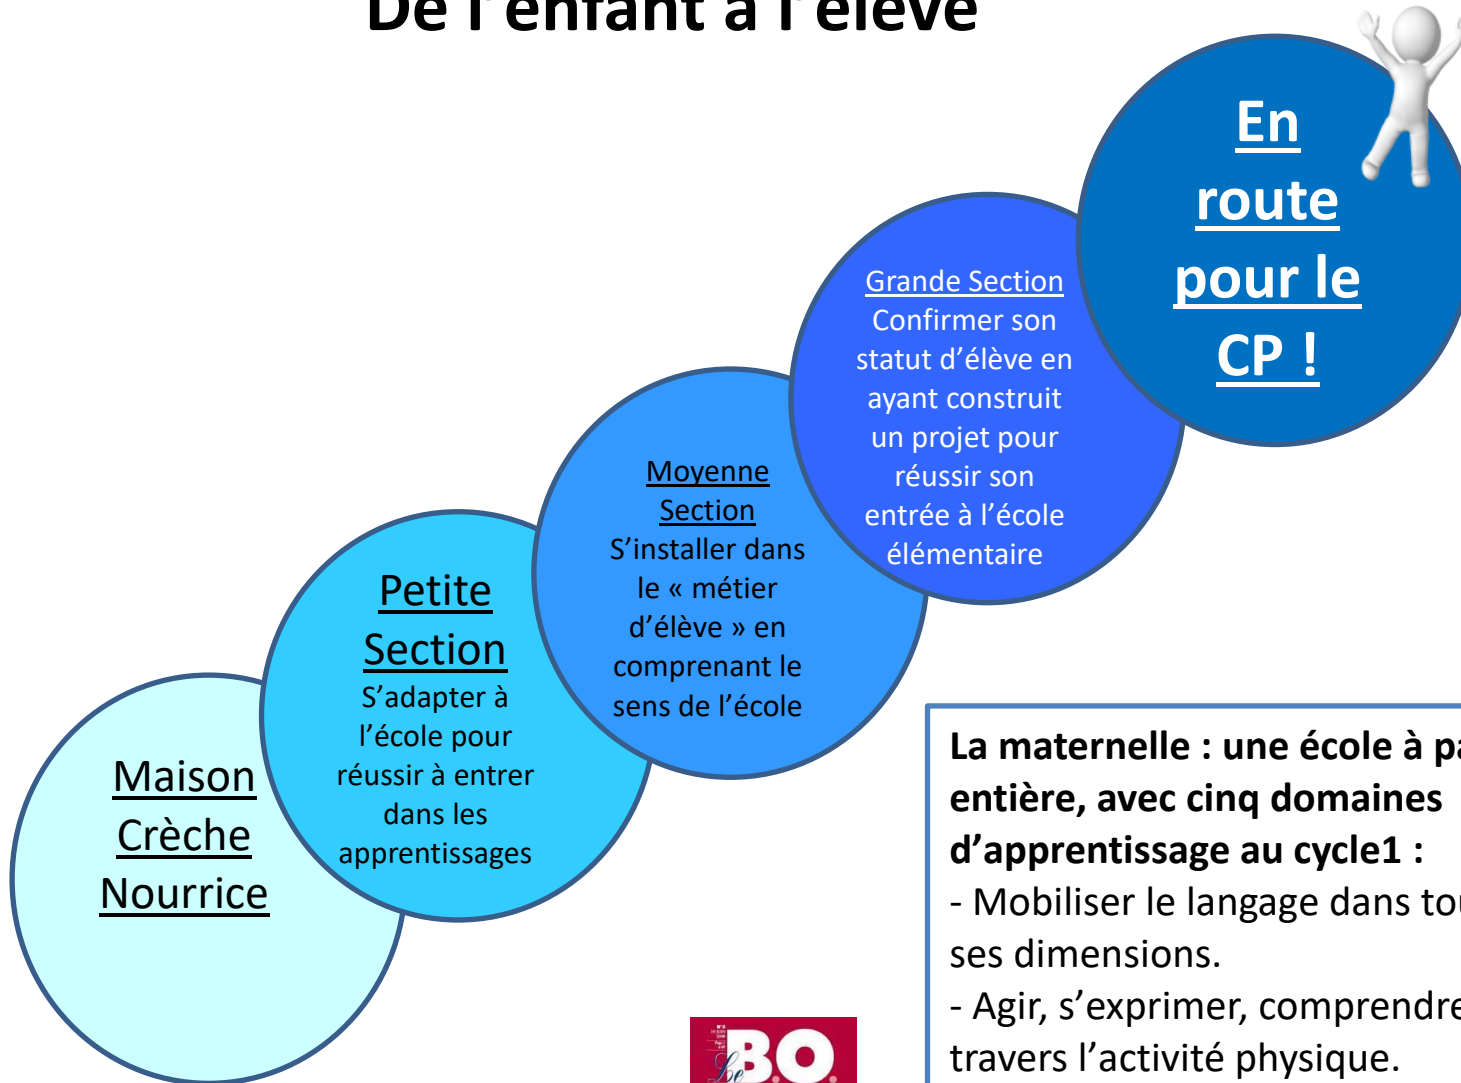 De l'enfant à l'élève
En
route
pour le
CP !
Grande Section
Confirmer son
statut d'élève en
ayant construit
un projet pour
réussir son
entrée à l'école
élémentaire
Moyenne
Section
S'installer dans
le « métier
d'élève » en
comprenant le
sens de l'école
Petite
Section
S'adapter à
l'école pour
réussir à entrer
dans les
apprentissages
Maison
Crèche
Nourrice
La maternelle : une école à pa
entière, avec cinq domaines
d'apprentissage au cycle1 :
- Mobiliser le langage dans tou
ses dimensions.
- Agir, s'exprimer, comprendre
travers l'activité physique.
Le B.O.